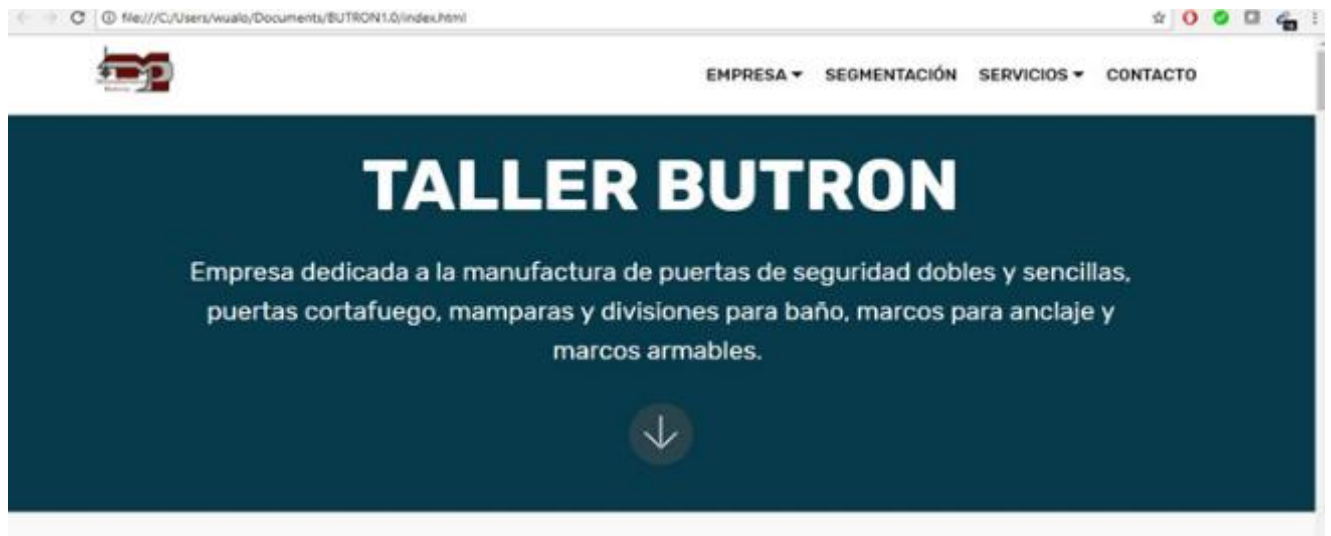 file:///C:/Users/wualo/Documents/BUTRON1.0/index.html
EMPRESA SEGMENTACIÓN SERVICIOS CONTACTO
TALLER BUTRON
Empresa dedicada a la manufactura de puertas de seguridad dobles y sencillas,
puertas cortafuego, mamparas y divisiones para baño, marcos para anclaje y
marcos armables.